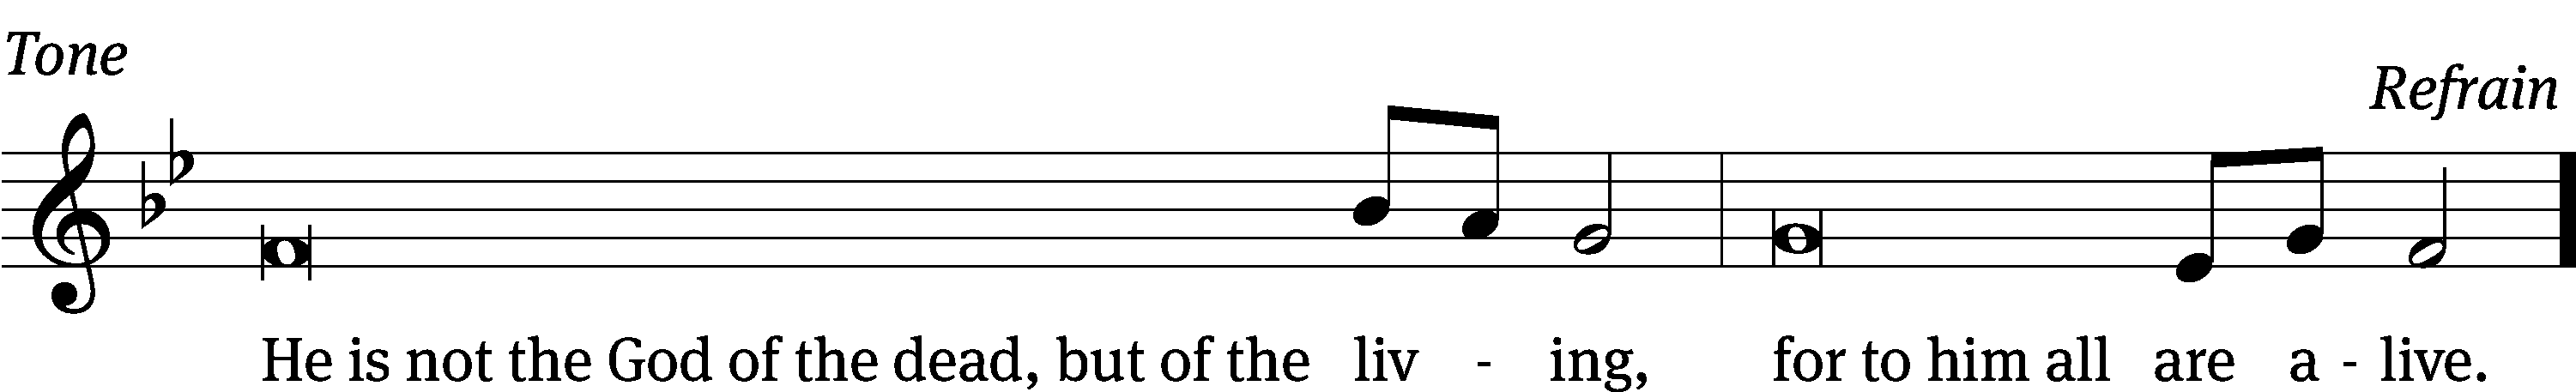 Tone
Refrain
He is not the God of the dead, but of the liv - ing, for to him all are a - live.